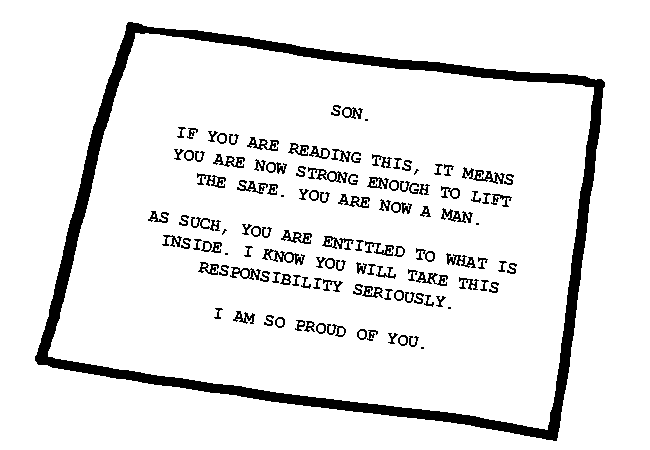 SON.
IF YOU ARE READING THIS, IT MEANS
YOU ARE NOW STRONG ENOUGH TO LIFT
THE SAFE. YOU ARE NOW A MAN.
AS SUCH, YOU ARE ENTITLED TO WHAT IS
INSIDE. I KNOW YOU WILL TAKE THIS
RESPONSIBILITY SERIOUSLY.
I AM SO PROUD OF YOU.